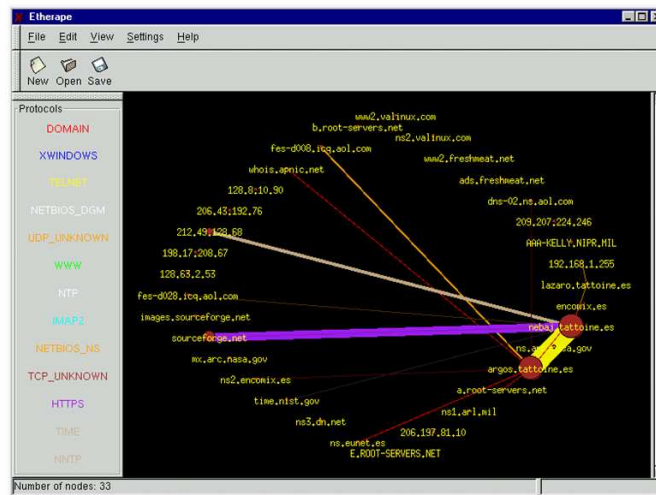 Etherape
File Edit View Settings Help
New Open Save
Protocols
DOMAIN
XWINDOWS
TELNET
NETBIOS_DGM
UDP_UNKNOWN
WWW
NTP
IMAP2
NETBIOS_NS
TCP_UNKNOWN
HTTPS
TIME
NNTP
www2.valinux.com
b.root-servers.net
ns2.valinux.com
fes-d008.icq.aol.com
www2.freshmeat.net
whois.apnic.net
ads.freshmeat.net
128.8.10.90
dns-02.ns.aol.com
206.43.192.76
209.207.224.246
212.49.128.68
AAA-KELLY.NIPR.MIL
198.17.208.67
192.168.1.255
128.63.2.53
lazaro.tattoine.es
fes-d028.icq.aol.com
encomix.es
images.sourceforge.net
nebaj.tattoine.es
sourceforge.net
mx.arc.nasa.gov
argos.tattoine.es
ns2.encomix.es
a.root-servers.net
time.nist.gov
ns1.arl.mil
ns3.dn.net
206.197.81.10
ns.eunet.es
E.ROOT-SERVERS.NET
Number of nodes: 33